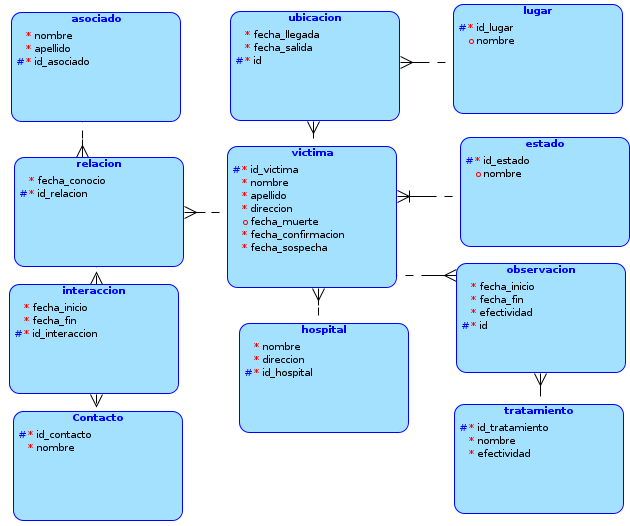 asociado
* nombre
* apellido
#* id_asociado
ubicacion
* fecha_llegada
* fecha_salida
#* id
lugar
#* id_lugar
o nombre
relacion
* fecha_conocio
#* id_relacion
victima
#* id_victima
* nombre
* apellido
* direccion
o fecha_muerte
* fecha_confirmacion
* fecha_sospecha
estado
#* id_estado
o nombre
interaccion
* fecha_inicio
* fecha_fin
#* id_interaccion
hospital
* nombre
* direccion
#* id_hospital
observacion
* fecha_inicio
* fecha_fin
* efectividad
#* id
Contacto
#* id_contacto
* nombre
tratamiento
#* id_tratamiento
* nombre
* efectividad